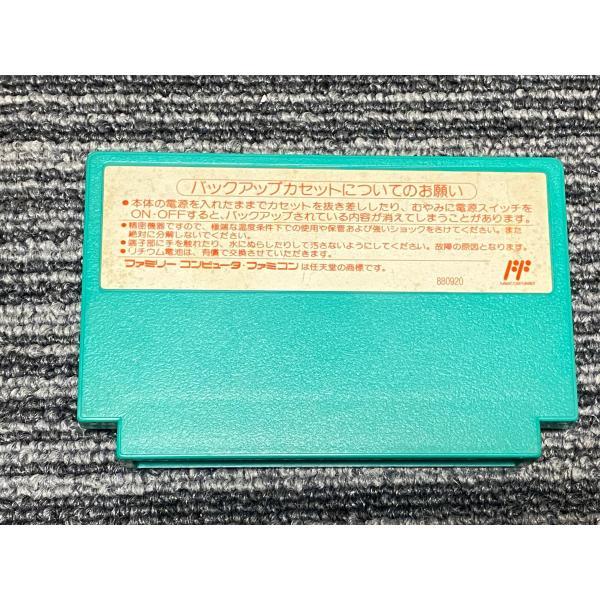 バックアップカセットについてのお願い
●本体の電源を入れたままでカセットを抜き差ししたり、むやみに電源スイッチを
ON・OFFすると、バックアップされている内容が消えてしまうことがあります。
●精密機器ですので、極端な温度条件下での使用や保管および強いショックをさけてください。また
絶対に分解しないでください。
●端子部に手を触れたり、水にぬらしたりして汚さないようにしてください。故障の原因となります。
●リチウム電池は、有償で交換させていただきます。
ファミリーコンピュータ・ファミコンは任天堂の商標です。
FF
FAMILY COMPUTER
880920